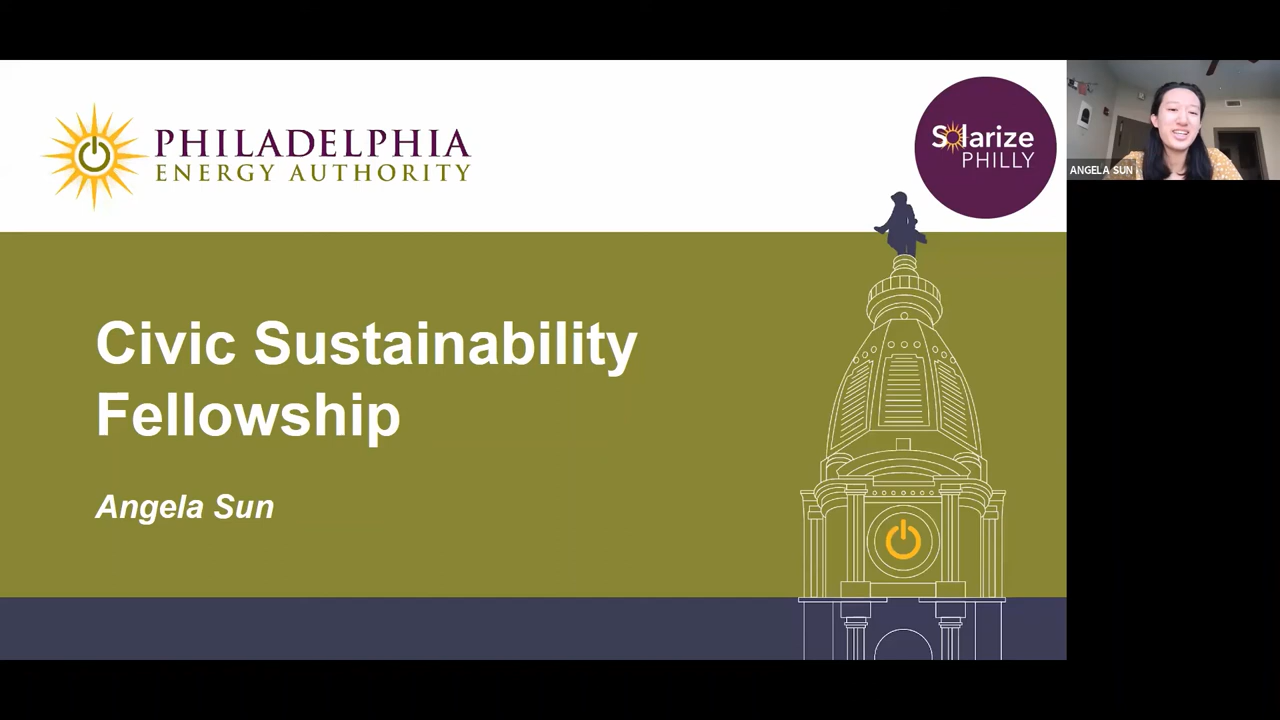 PHILADELPHIA
ENERGY AUTHORITY
Solarize
PHILLY
ANGELA SUN
Civic Sustainability
Fellowship
Angela Sun